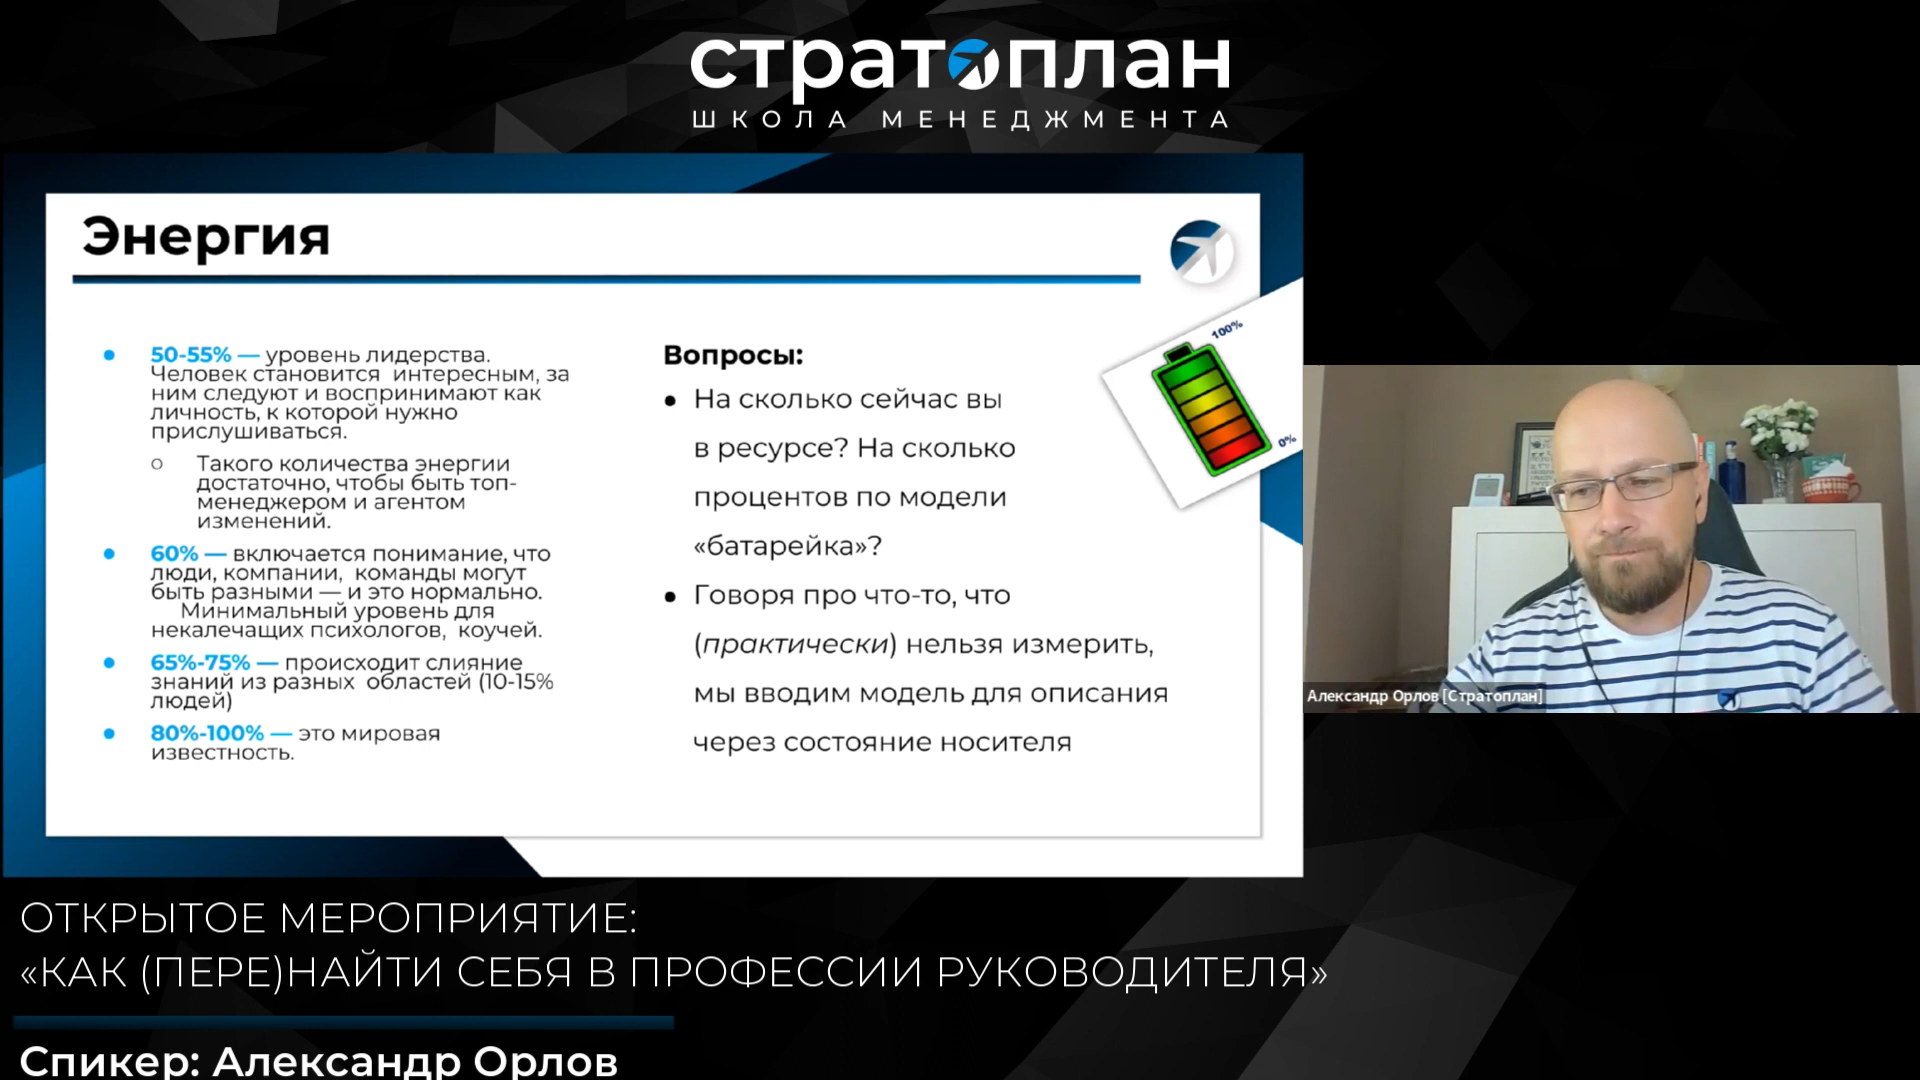 стратоплан
ШКОЛА МЕНЕДЖМЕНТА
Энергия
50-55% — уровень лидерства.
Человек становится интересным, за
ним следуют и воспринимают как
личность, к которой нужно
прислушиваться.
Такого количества энергии
достаточно, чтобы быть топ-
менеджером и агентом
изменений.
60% — включается понимание, что
люди, компании, команды могут
быть разными — и это нормально.
Минимальный уровень для
некалечащих психологов, коучей.
65%-75% — происходит слияние
знаний из разных областей (10-15%
людей)
80%-100% — это мировая
известность.
Вопросы:
На сколько сейчас вы
в ресурсе? На сколько
процентов по модели
«батарейка»?
Говоря про что-то, что
(практически) нельзя измерить,
мы вводим модель для описания
через состояние носителя
100%
0%
Александр Орлов [Стратоплан]
ОТКРЫТОЕ МЕРОПРИЯТИЕ:
«КАК (ПЕРЕ)НАЙТИ СЕБЯ В ПРОФЕССИИ РУКОВОДИТЕЛЯ»
Спикер: Александр Орлов